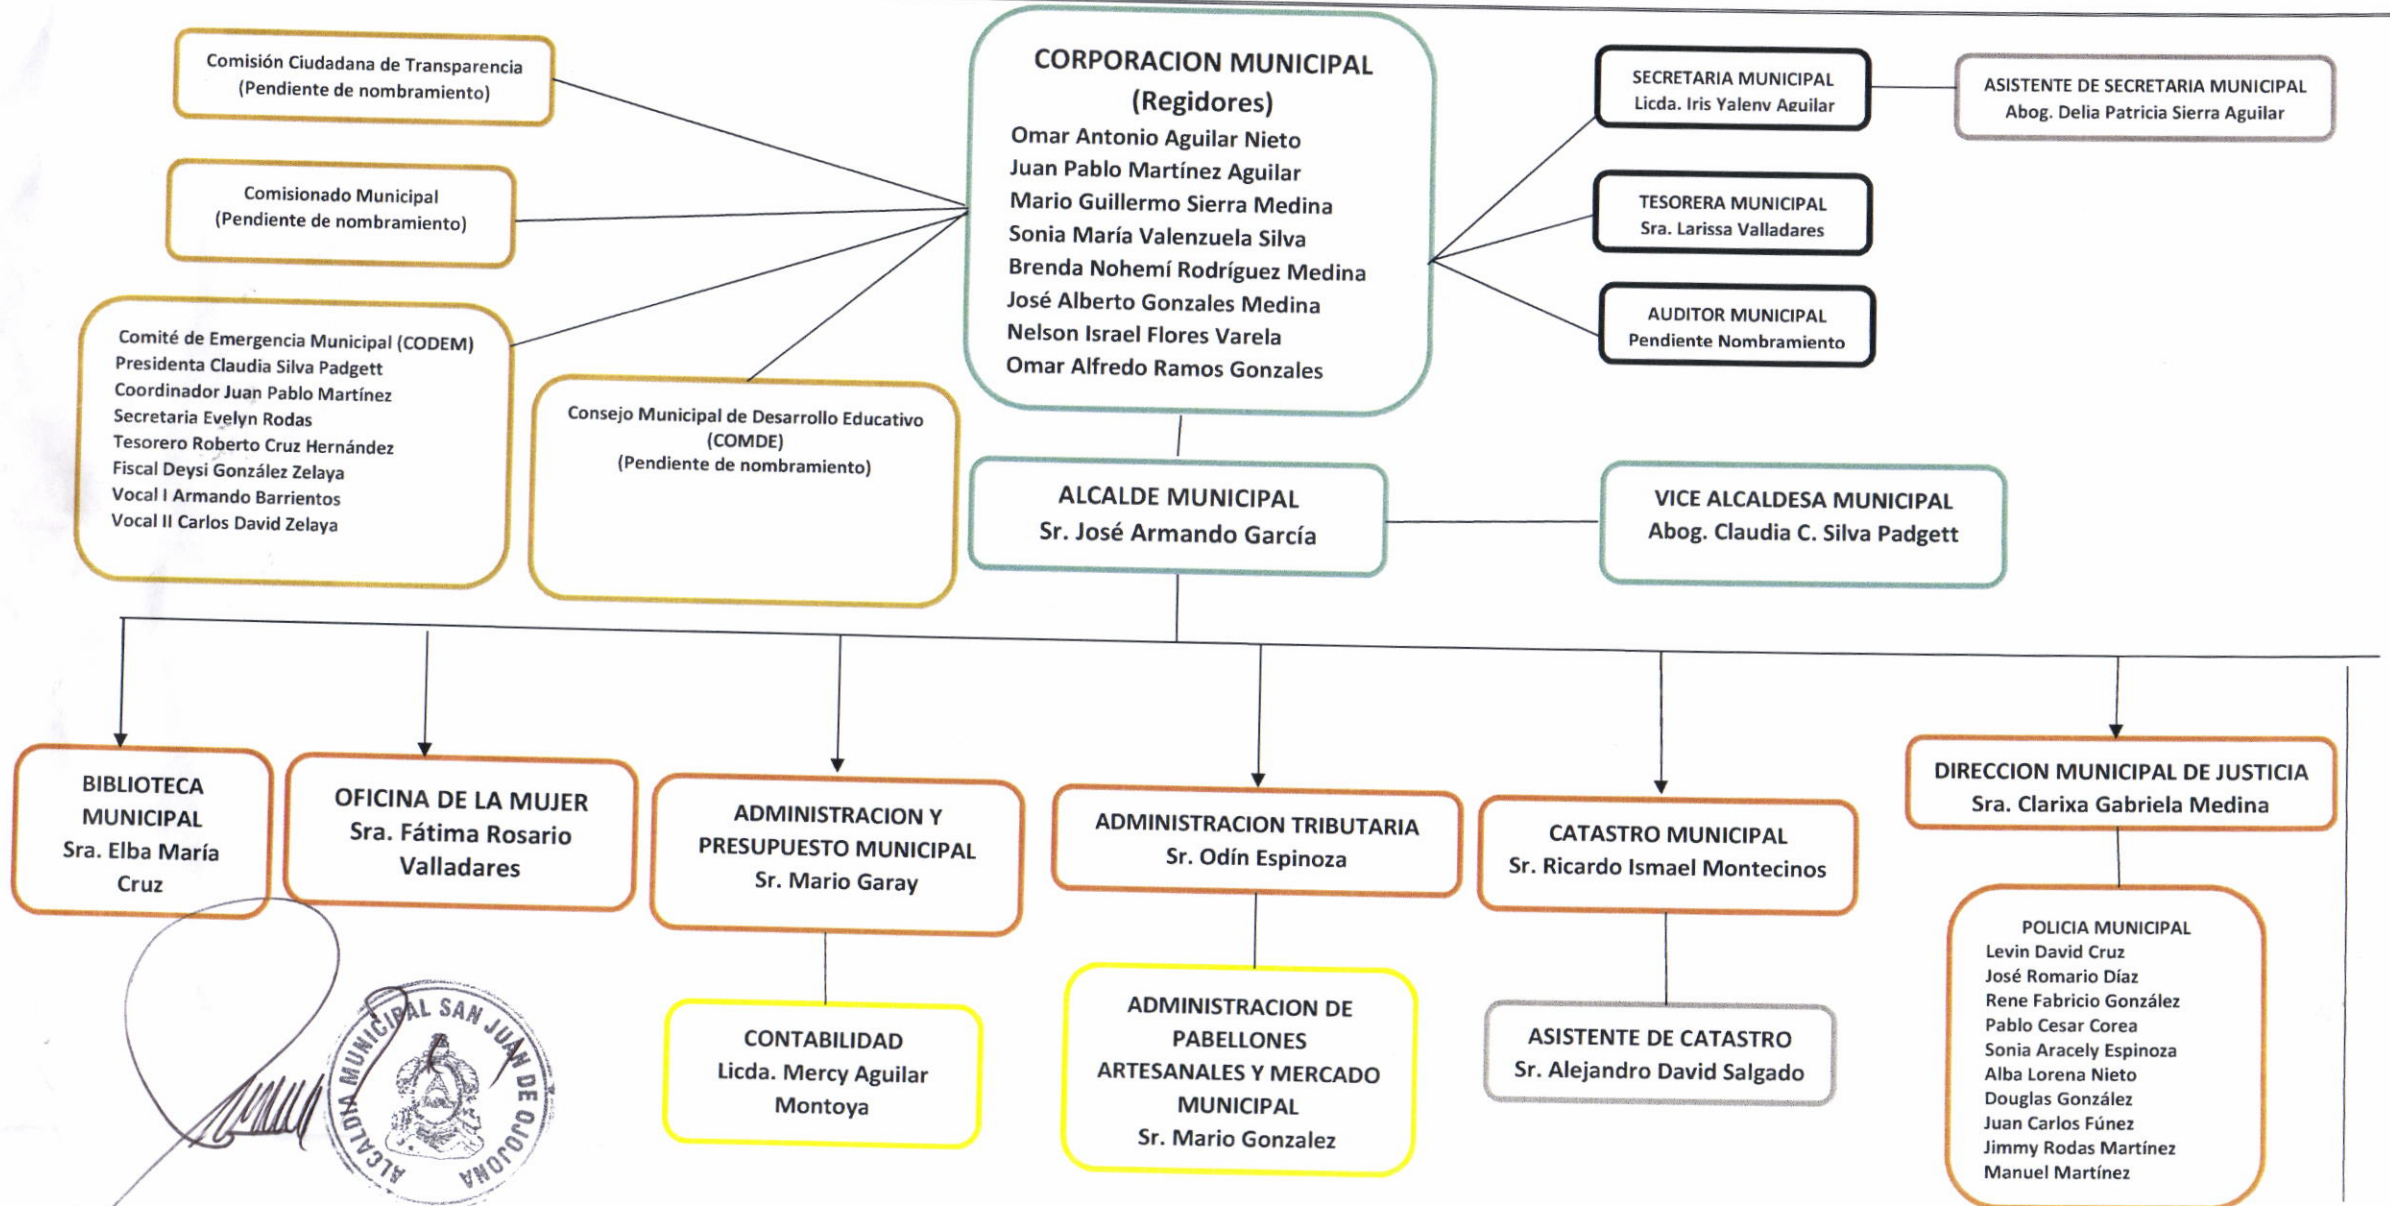 Comisión Ciudadana de Transparencia
(Pendiente de nombramiento)
Comisionado Municipal
(Pendiente de nombramiento)
Comité de Emergencia Municipal (CODEM)
Presidenta Claudia Silva Padgett
Coordinador Juan Pablo Martínez
Secretaria Evelyn Rodas
Tesorero Roberto Cruz Hernández
Fiscal Deysi González Zelaya
Vocal I Armando Barrientos
Vocal II Carlos David Zelaya
Consejo Municipal de Desarrollo Educativo
(COMDE)
(Pendiente de nombramiento)
CORPORACION MUNICIPAL
(Regidores)
Omar Antonio Aguilar Nieto
Juan Pablo Martínez Aguilar
Mario Guillermo Sierra Medina
Sonia María Valenzuela Silva
Brenda Nohemí Rodríguez Medina
José Alberto Gonzales Medina
Nelson Israel Flores Varela
Omar Alfredo Ramos Gonzales
SECRETARIA MUNICIPAL
Licda. Iris Yaleny Aguilar
ASISTENTE DE SECRETARIA MUNICIPAL
Abog. Delia Patricia Sierra Aguilar
TESORERA MUNICIPAL
Sra. Larissa Valladares
AUDITOR MUNICIPAL
Pendiente Nombramiento
ALCALDE MUNICIPAL
Sr. José Armando García
VICE ALCALDESA MUNICIPAL
Abog. Claudia C. Silva Padgett
BIBLIOTECA
MUNICIPAL
Sra. Elba María
Cruz
OFICINA DE LA MUJER
Sra. Fátima Rosario
Valladares
ADMINISTRACION Y
PRESUPUESTO MUNICIPAL
Sr. Mario Garay
ADMINISTRACION TRIBUTARIA
Sr. Odín Espinoza
CATASTRO MUNICIPAL
Sr. Ricardo Ismael Montecinos
DIRECCION MUNICIPAL DE JUSTICIA
Sra. Clarixa Gabriela Medina
CONTABILIDAD
Licda. Mercy Aguilar
Montoya
ADMINISTRACION DE
PABELLONES
ARTESANALES Y MERCADO
MUNICIPAL
Sr. Mario Gonzalez
ASISTENTE DE CATASTRO
Sr. Alejandro David Salgado
POLICIA MUNICIPAL
Levin David Cruz
José Romario Díaz
Rene Fabricio González
Pablo Cesar Corea
Sonia Aracely Espinoza
Alba Lorena Nieto
Douglas González
Juan Carlos Fúnez
Jimmy Rodas Martínez
Manuel Martínez
ALCALDIA MUNICIPAL SAN JUAN DE OJOJONA